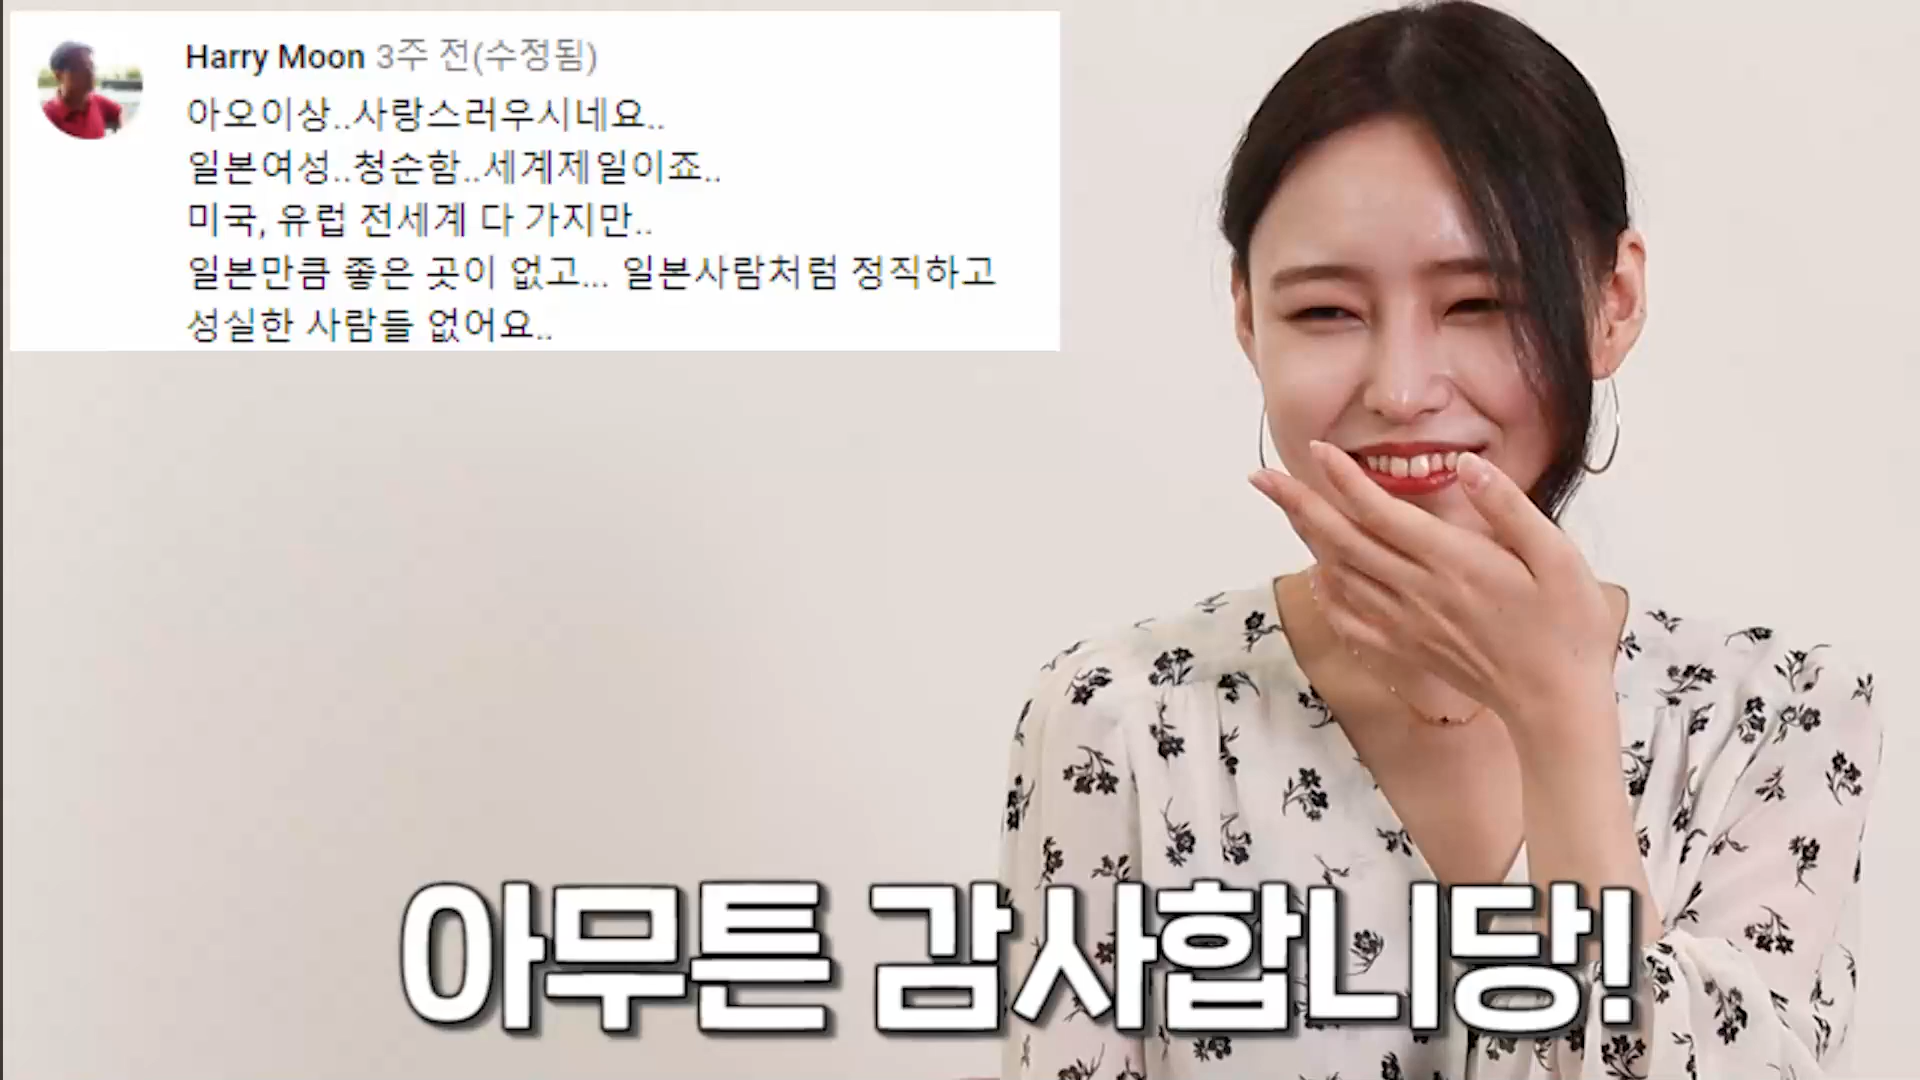 Harry Moon 3주 전(수정됨)
아오이상..사랑스러우시네요..
일본여성..청순함..세계제일이죠..
미국, 유럽 전세계 다 가지만..
일본만큼 좋은 곳이 없고... 일본사람처럼 정직하고
성실한 사람들 없어요..
아무튼 감사합니당!